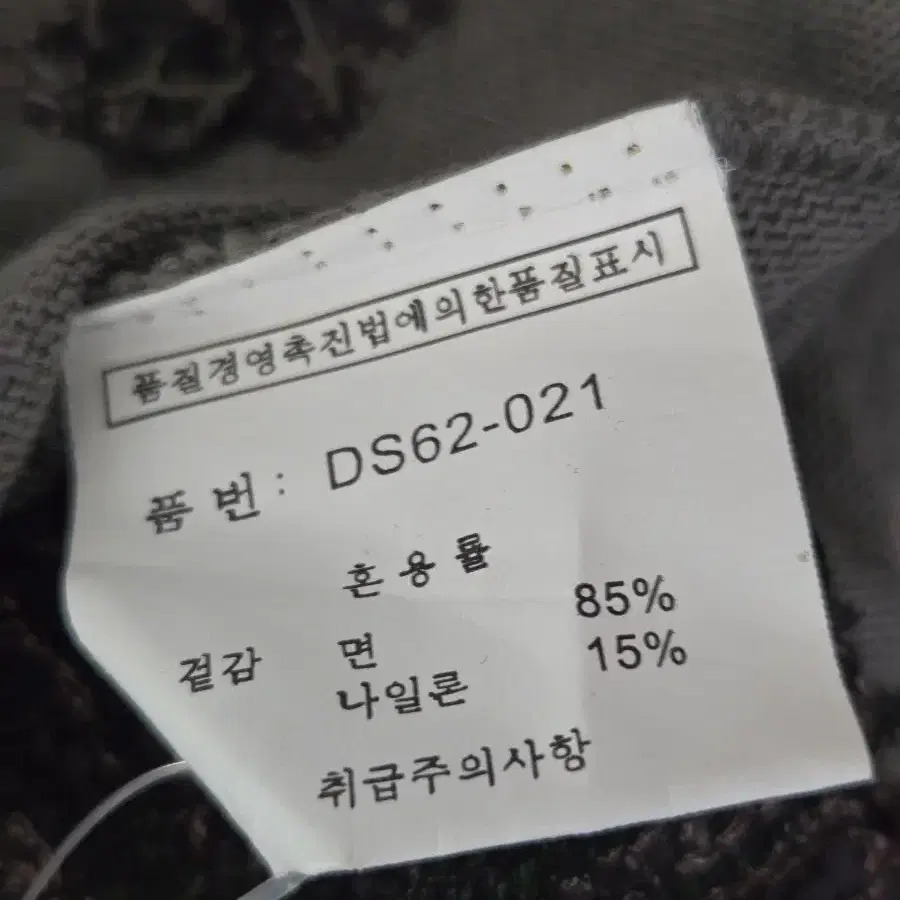 품질경영촉진법에의한품질표시
품 번 : DS62-021
혼 용 률
겉감 면 85%
나일론 15%
취급주의사항